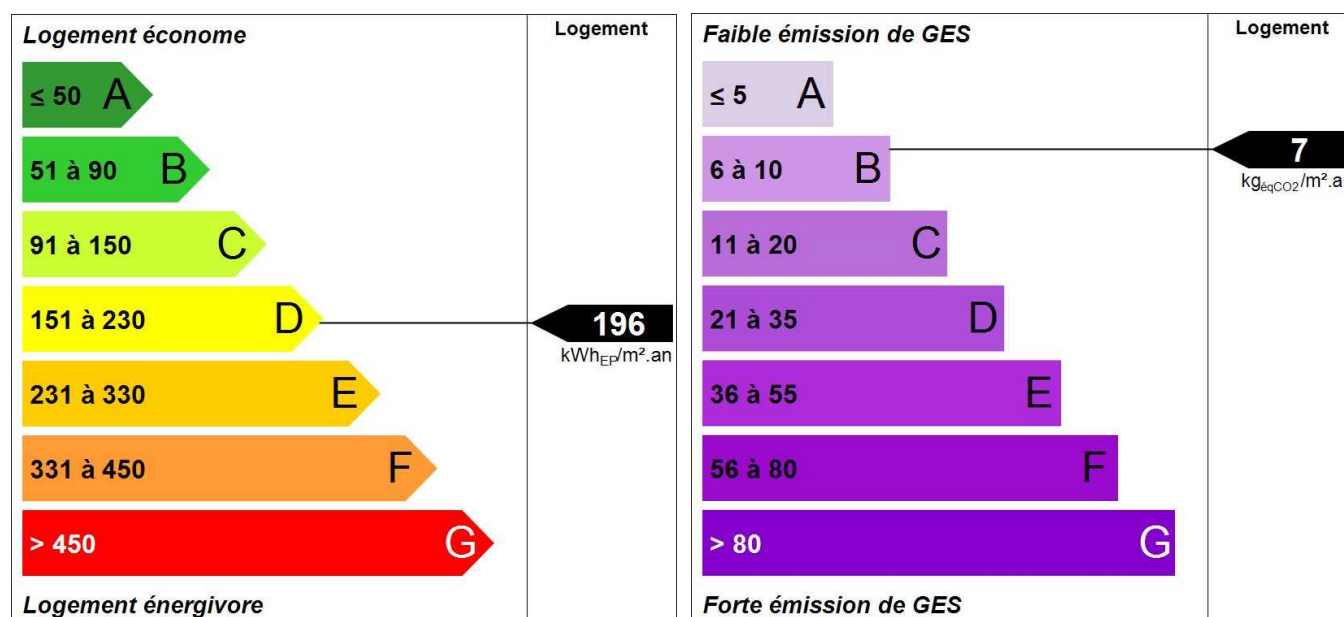 Logement économe
Logement
≤ 50 A
51 à 90 B
91 à 150 C
151 à 230 D
196
kWhEP/m².an
231 à 330 E
331 à 450 F
> 450 G
Logement énergivore
Faible émission de GES
Logement
≤ 5 A
6 à 10 B
7
kgéqCO2/m².a
11 à 20 C
21 à 35 D
36 à 55 E
56 à 80 F
> 80 G
Forte émission de GES